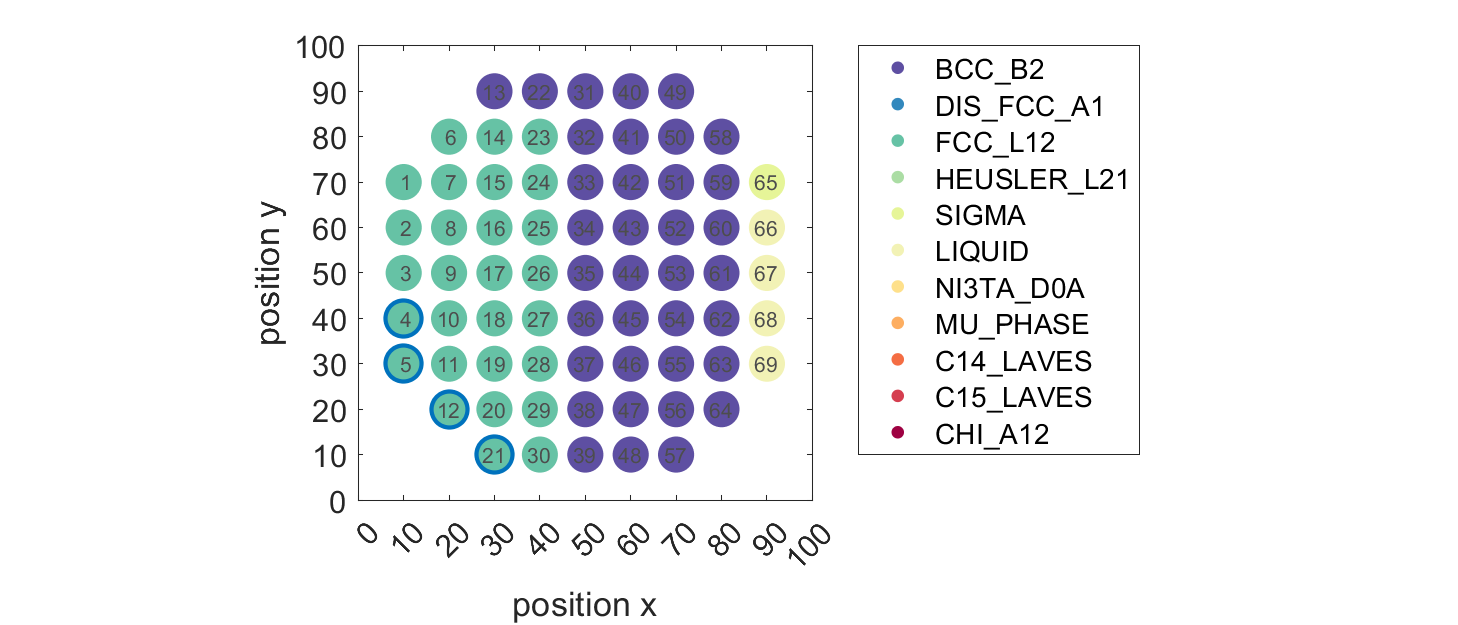 100
90
80
70
60
50
40
30
20
10
0
position y
13 22 31 40 49
6 14 23 32 41 50 58
1 7 15 24 33 42 51 59 65
2 8 16 25 34 43 52 60 66
3 9 17 26 35 44 53 61 67
4 10 18 27 36 45 54 62 68
5 11 19 28 37 46 55 63 69
12 20 29 38 47 56 64
21 30 39 48 57
0 10 20 30 40 50 60 70 80 90 100
position x
BCC_B2
DIS_FCC_A1
FCC_L12
HEUSLER_L21
SIGMA
LIQUID
NI3TA_D0A
MU_PHASE
C14_LAVES
C15_LAVES
CHI_A12